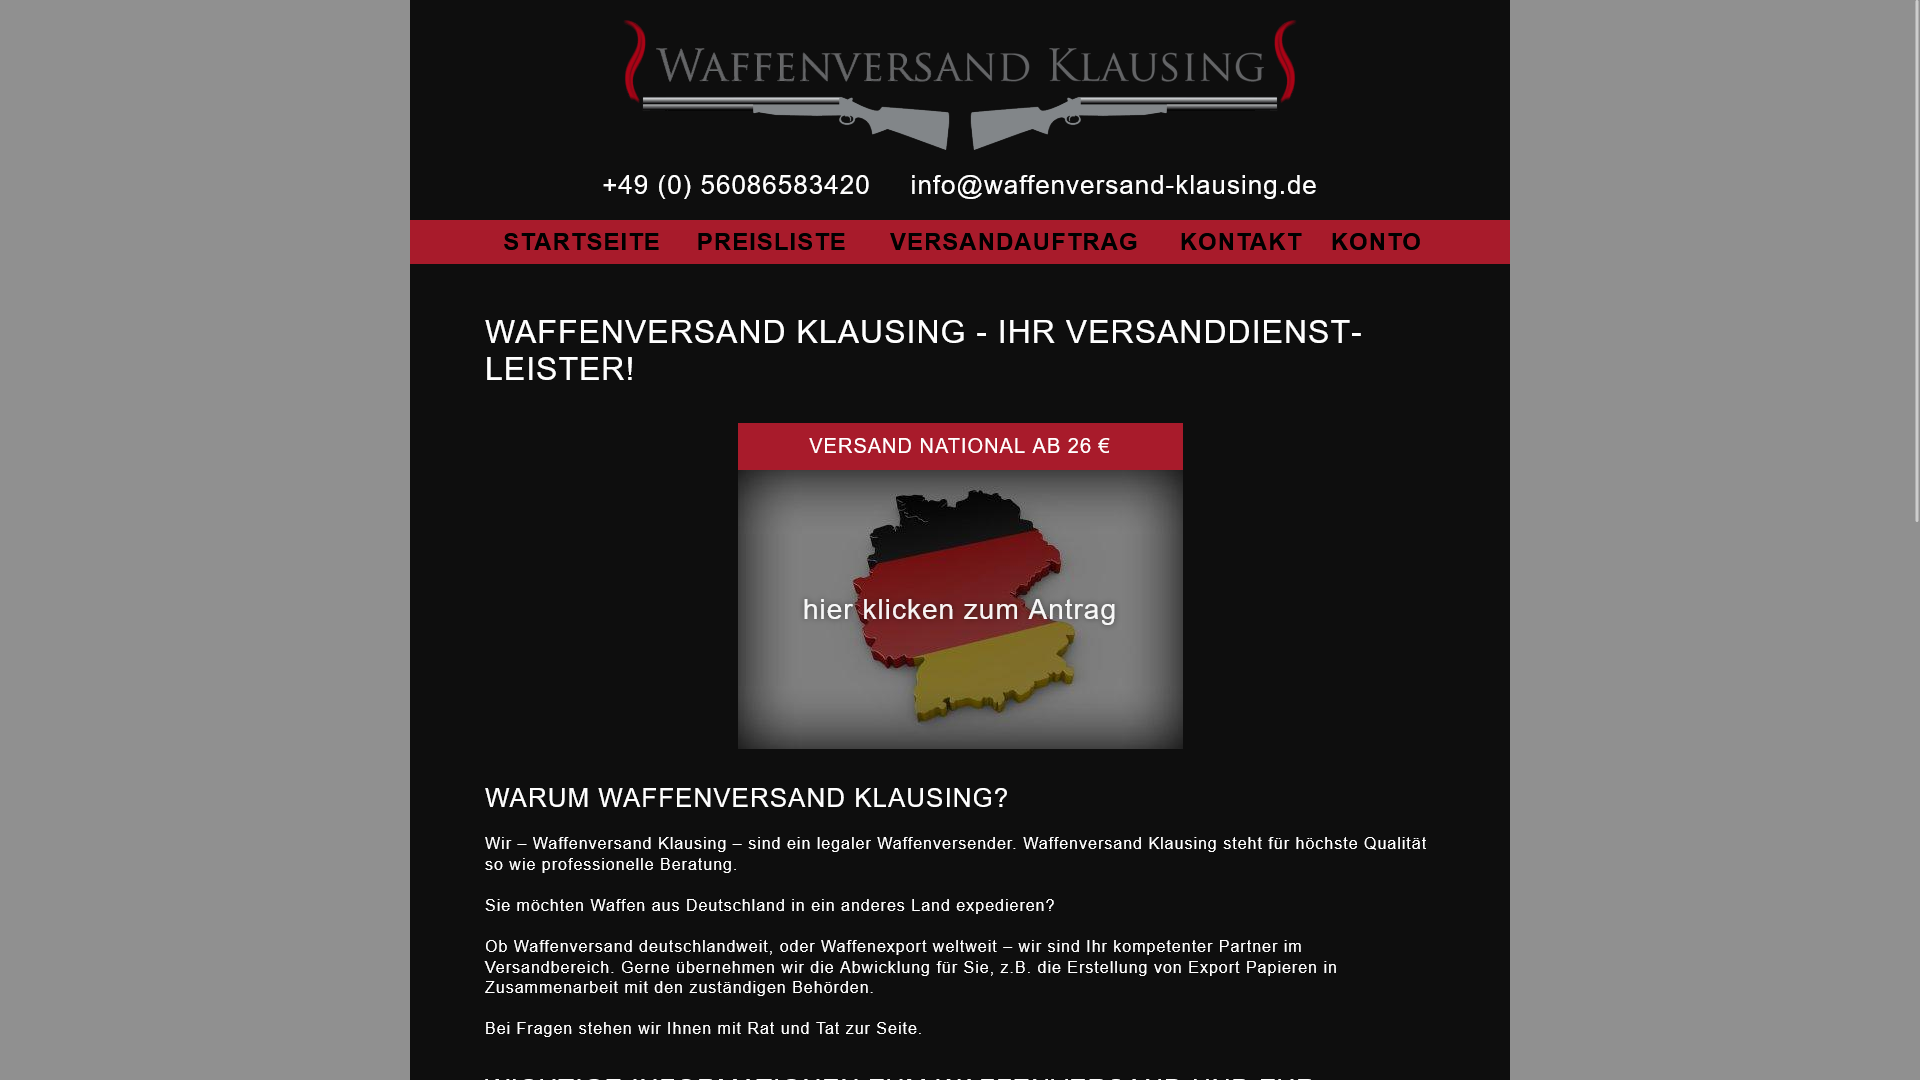 WAFFENVERSAND KLAUSING
+49 (0) 56086583420 info@waffenversand-klausing.de
STARTSEITE PREISLISTE VERSANDAUFTRAG KONTAKT KONTO
WAFFENVERSAND KLAUSING - IHR VERSANDDIENST-
LEISTER!
VERSAND NATIONAL AB 26 €
hier klicken zum Antrag
WARUM WAFFENVERSAND KLAUSING?
Wir – Waffenversand Klausing – sind ein legaler Waffenversender. Waffenversand Klausing steht für höchste Qualität
so wie professionelle Beratung.
Sie möchten Waffen aus Deutschland in ein anderes Land expedieren?
Ob Waffenversand deutschlandweit, oder Waffenexport weltweit – wir sind Ihr kompetenter Partner im
Versandbereich. Gerne übernehmen wir die Abwicklung für Sie, z.B. die Erstellung von Export Papieren in
Zusammenarbeit mit den zuständigen Behörden.
Bei Fragen stehen wir Ihnen mit Rat und Tat zur Seite.